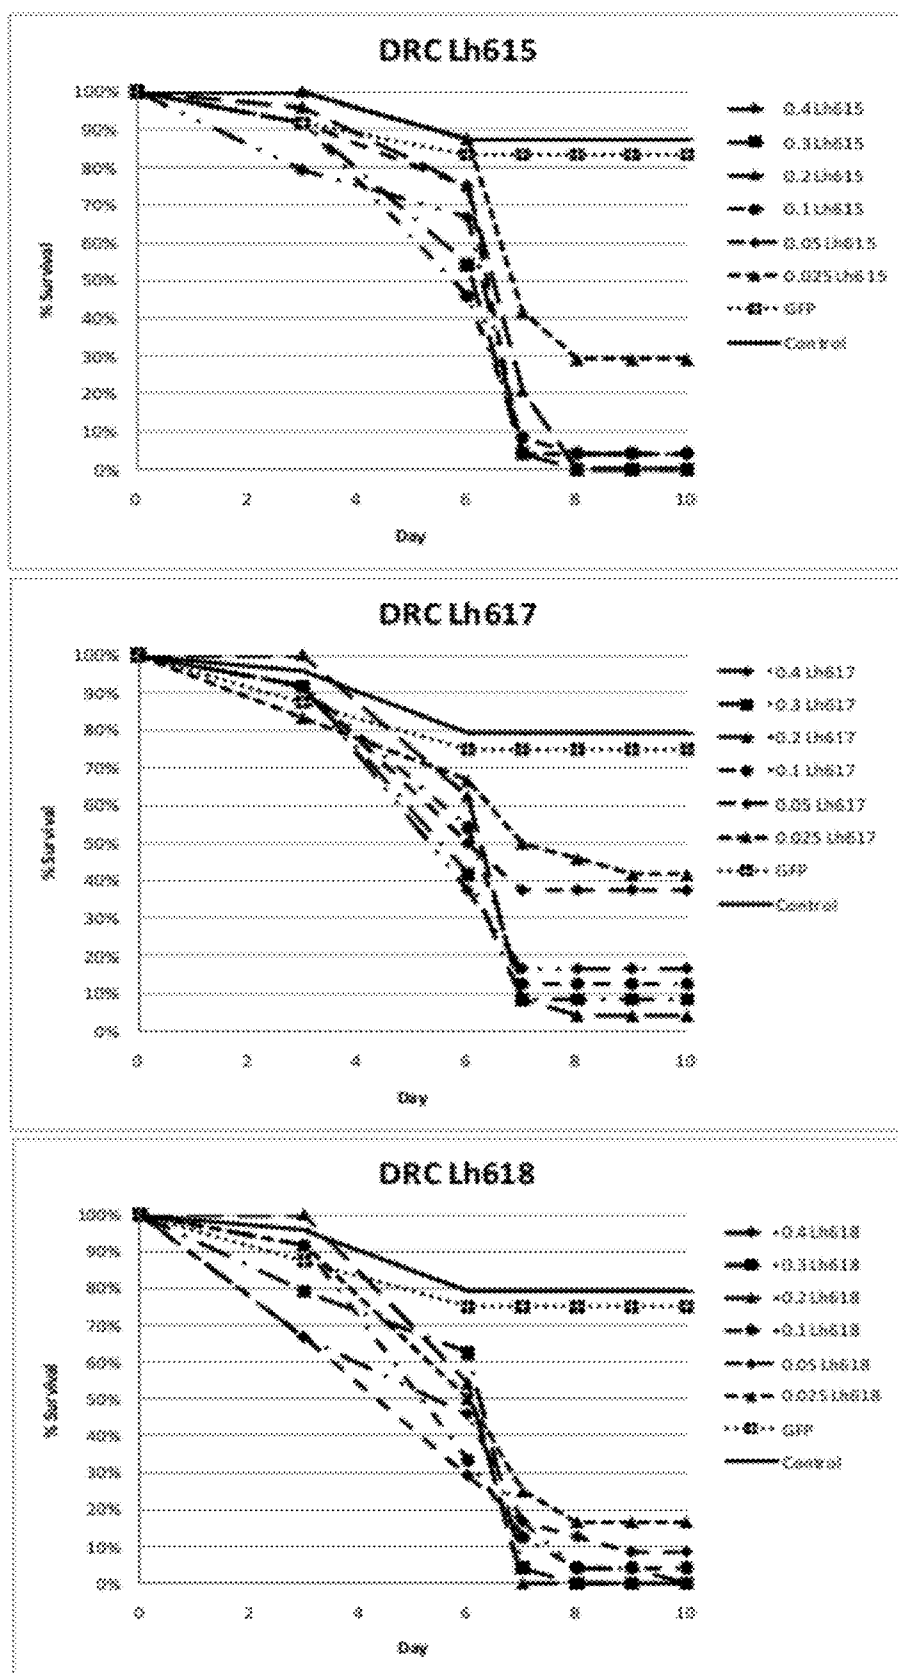 DRC Lh615
100%
90%
80%
70%
60%
50%
40%
30%
20%
10%
0%
% Survival
0 2 4 6 8 10
Day
0.4 Lh615
0.3 Lh615
0.2 Lh615
0.1 Lh615
0.05 Lh615
0.025 Lh615
GFP
Control
DRC Lh617
100%
90%
80%
70%
60%
50%
40%
30%
20%
10%
0%
% Survival
0 2 4 6 8 10
Day
0.4 Lh617
0.3 Lh617
0.2 Lh617
0.1 Lh617
0.05 Lh617
0.025 Lh617
GFP
Control
DRC Lh618
100%
90%
80%
70%
60%
50%
40%
30%
20%
10%
0%
% Survival
0 2 4 6 8 10
Day
0.4 Lh618
0.3 Lh618
0.2 Lh618
0.1 Lh618
0.05 Lh618
0.025 Lh618
GFP
Control